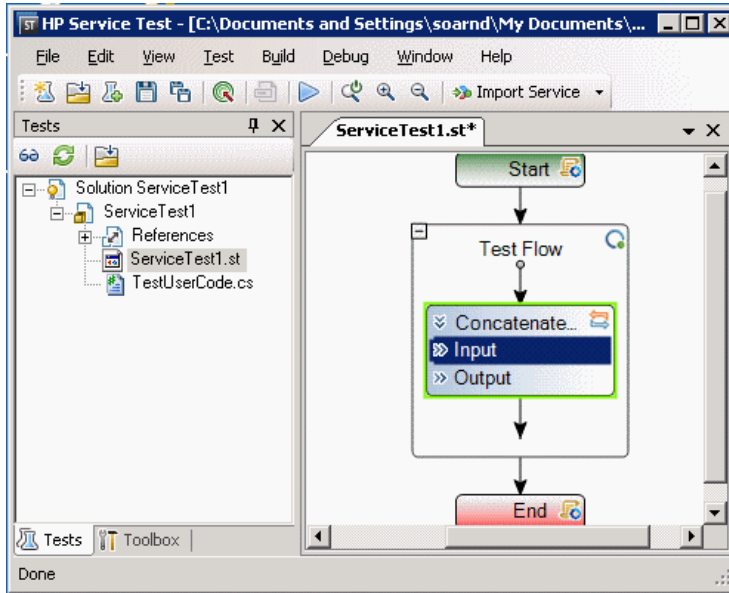 ST HP Service Test - [C:\Documents and Settings\soarnd\My Documents\...
File Edit View Test Build Debug Window Help
Import Service
Tests
ServiceTest1.st*
Solution ServiceTest1
ServiceTest1
References
ServiceTest1.st
TestUserCode.cs
Start
Test Flow
Concatenate...
Input
Output
End
Tests Toolbox
Done